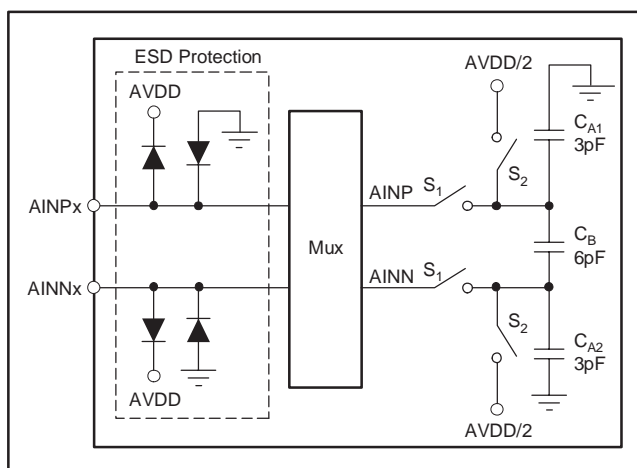 ESD Protection
AVDD
AVDD/2
C_A1
3pF
S_2
AINPx
AINP
S_1
Mux
C_B
6pF
AINNx
AINN
S_1
S_2
C_A2
3pF
AVDD
AVDD/2